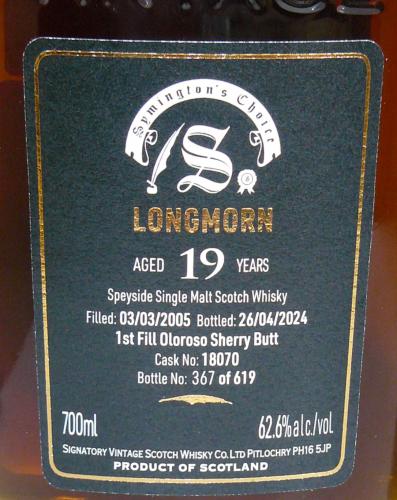 Symington's Choice
S
LONGMORN
AGED 19 YEARS
Speyside Single Malt Scotch Whisky
Filled: 03/03/2005 Bottled: 26/04/2024
1st Fill Oloroso Sherry Butt
Cask No: 18070
Bottle No: 367 of 619
700ml 62.6%alc./vol
SIGNATORY VINTAGE SCOTCH WHISKY CO. LTD PITLOCHRY PH16 5JP
PRODUCT OF SCOTLAND